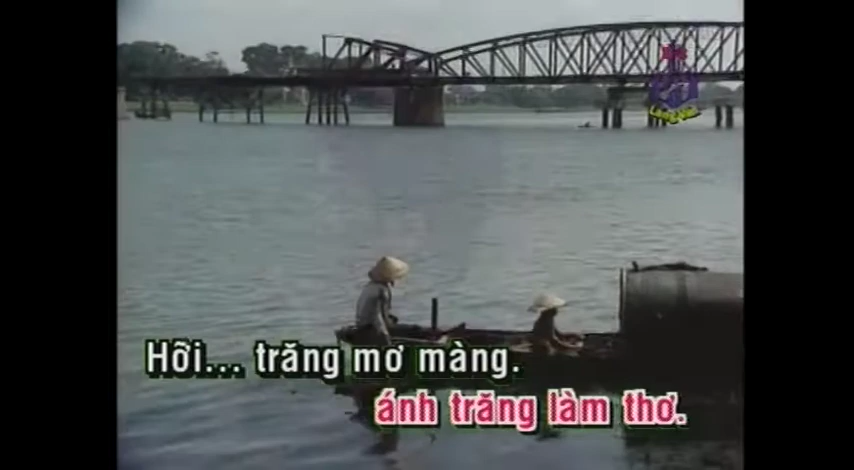 Hỡi... trăng mơ màng.
ánh trăng làm thơ.